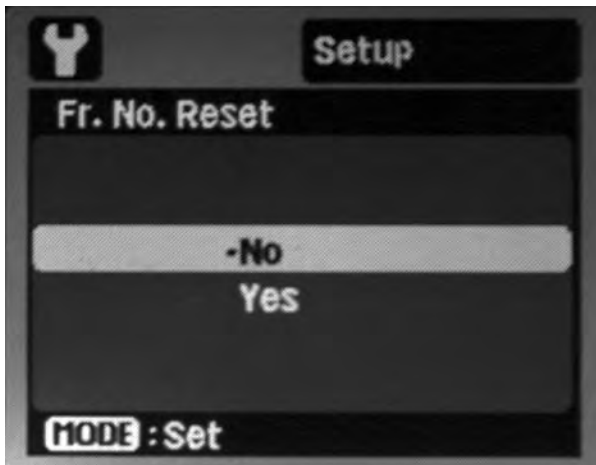 Setup
Fr. No. Reset
-No
Yes
MODE :Set